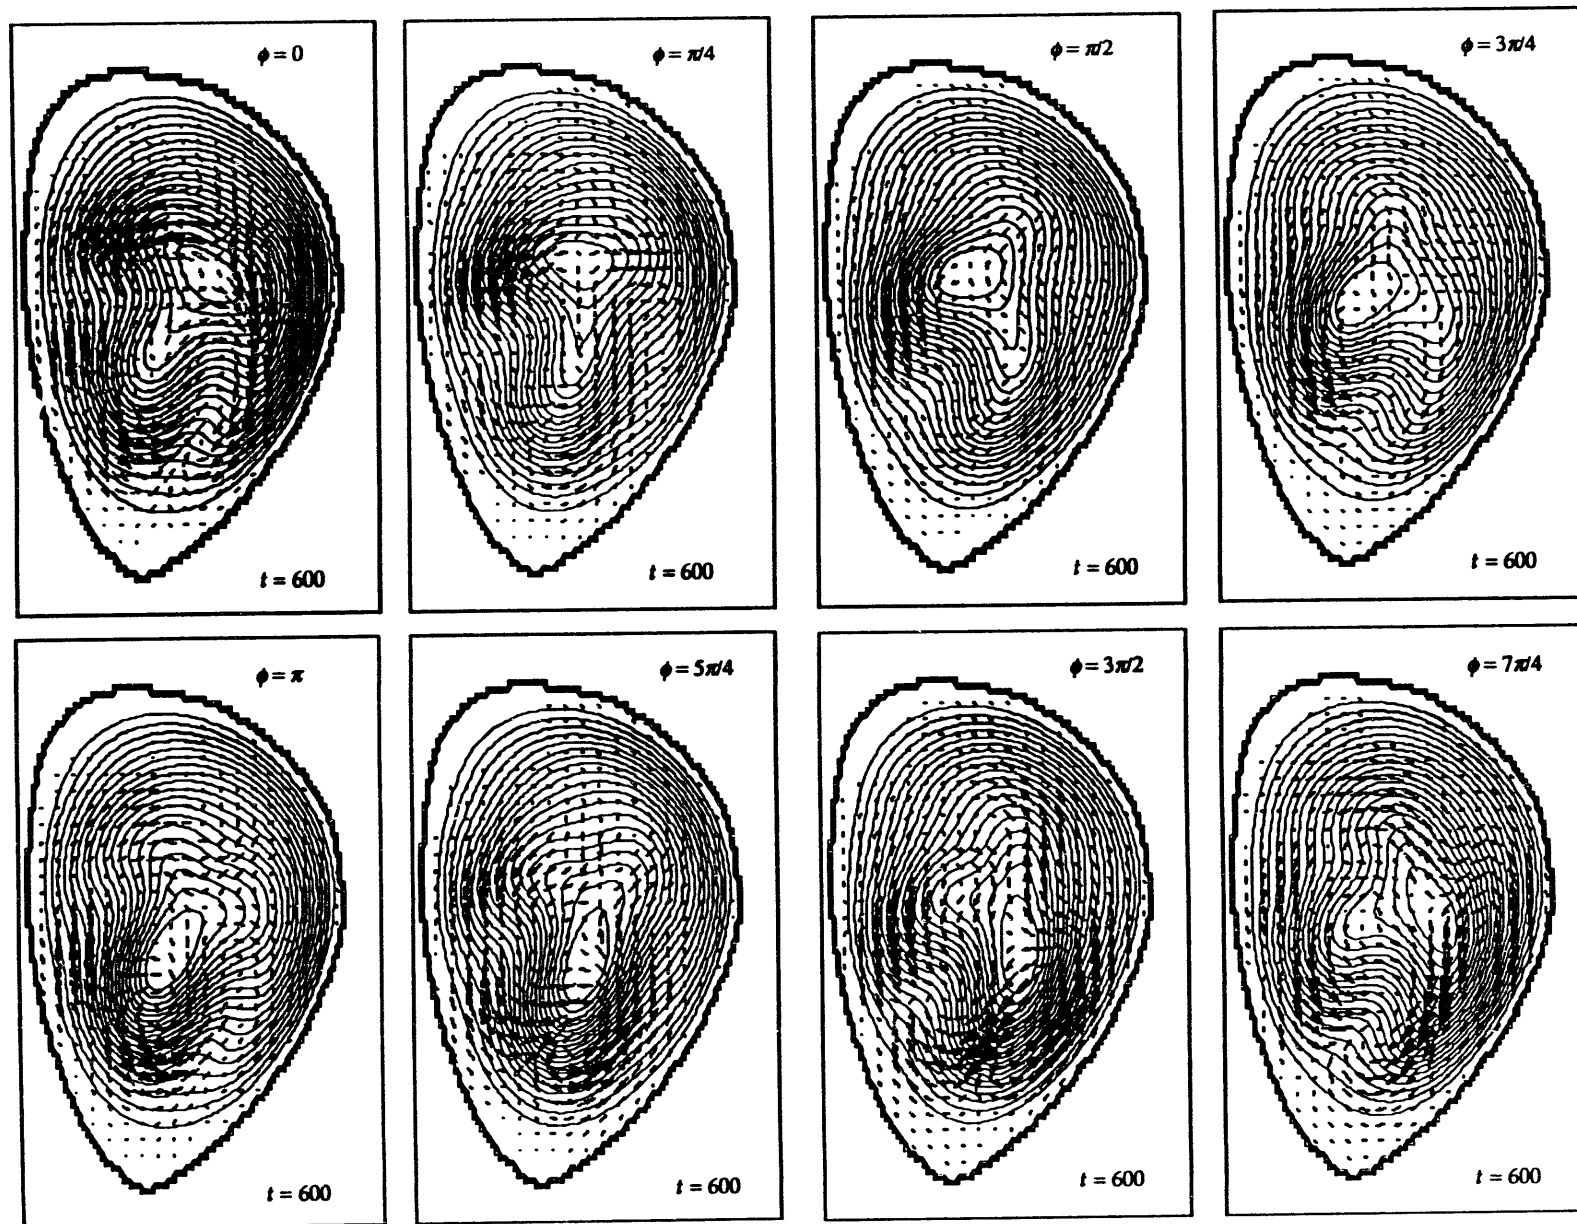 ϕ = 0
ϕ = π/4
ϕ = π/2
ϕ = 3π/4
t = 600
t = 600
t = 600
t = 600
ϕ = π
ϕ = 5π/4
ϕ = 3π/2
ϕ = 7π/4
t = 600
t = 600
t = 600
t = 600